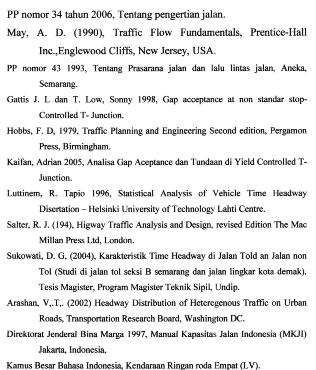 PP nomor 34 tahun 2006, Tentang pengertian jalan.
May, A. D. (1990), Traffic Flow Fundamentals, Prentice-Hall
Inc.,Englewood Cliffs, New Jersey, USA.
PP nomor 43 1993, Tentang Prasarana jalan dan lalu lintas jalan, Aneka,
Semarang.
Gattis J. L dan T. Low, Sonny 1998, Gap acceptance at non standar stop-
Controlled T- Junction.
Hobbs, F. D, 1979, Traffic Planning and Engineering Second edition, Pergamon
Press, Birmingham.
Kaifan, Adrian 2005, Analisa Gap Aceptance dan Tundaan di Yield Controlled T-
Junction.
Luttinem, R. Tapio 1996, Statistical Analysis of Vehicle Time Headway
Disertation – Helsinki University of Technology Lahti Centre.
Salter, R. J. (194), Higway Traffic Analysis and Design, revised Edition The Mac
Millan Press Ltd, London.
Sukowati, D. G, (2004), Karakteristik Time Headway di Jalan Told an Jalan non
Tol (Studi di jalan tol seksi B semarang dan jalan lingkar kota demak).
Tesis Magister, Program Magister Teknik Sipil, Undip.
Arashan, V,.T,. (2002) Headway Distribution of Heteregenous Traffic on Urban
Roads, Transportation Research Board, Washington DC.
Direktorat Jenderal Bina Marga 1997, Manual Kapasitas Jalan Indonesia (MKJI)
Jakarta, Indonesia,
Kamus Besar Bahasa Indonesia, Kendaraan Ringan roda Empat (LV).